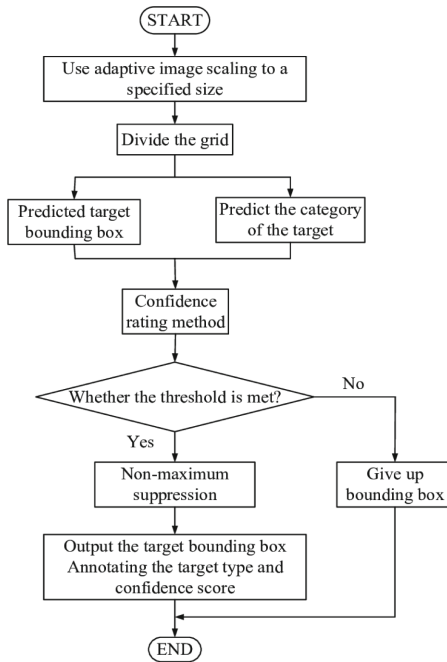 START
Use adaptive image scaling to a
specified size
Divide the grid
Predicted target
bounding box
Predict the category
of the target
Confidence
rating method
Whether the threshold is met?
No
Yes
Non-maximum
suppression
Give up
bounding box
Output the target bounding box
Annotating the target type and
confidence score
END